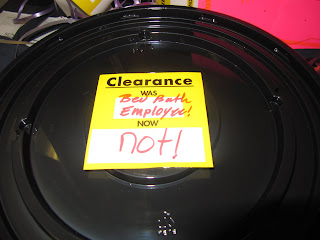 Clearance
WAS
Bed Bath
Employee!
NOW
not!